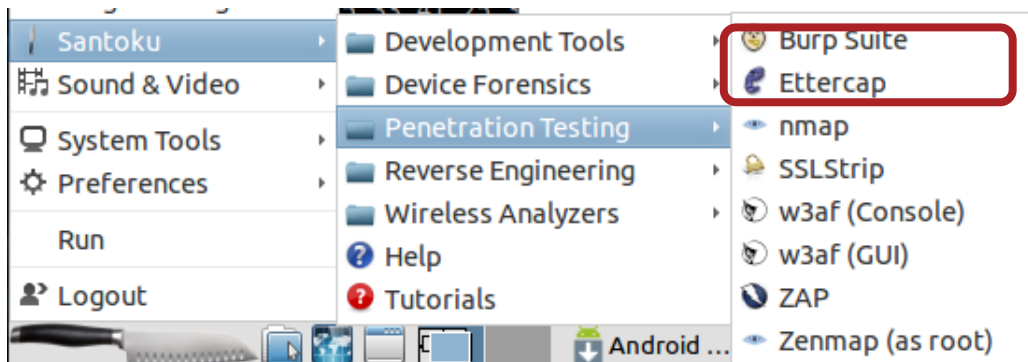 Santoku
Sound & Video
System Tools
Preferences
Run
Logout
Development Tools
Device Forensics
Penetration Testing
Reverse Engineering
Wireless Analyzers
Help
Tutorials
Burp Suite
Ettercap
nmap
SSLStrip
w3af (Console)
w3af (GUI)
ZAP
Zenmap (as root)
Android ...